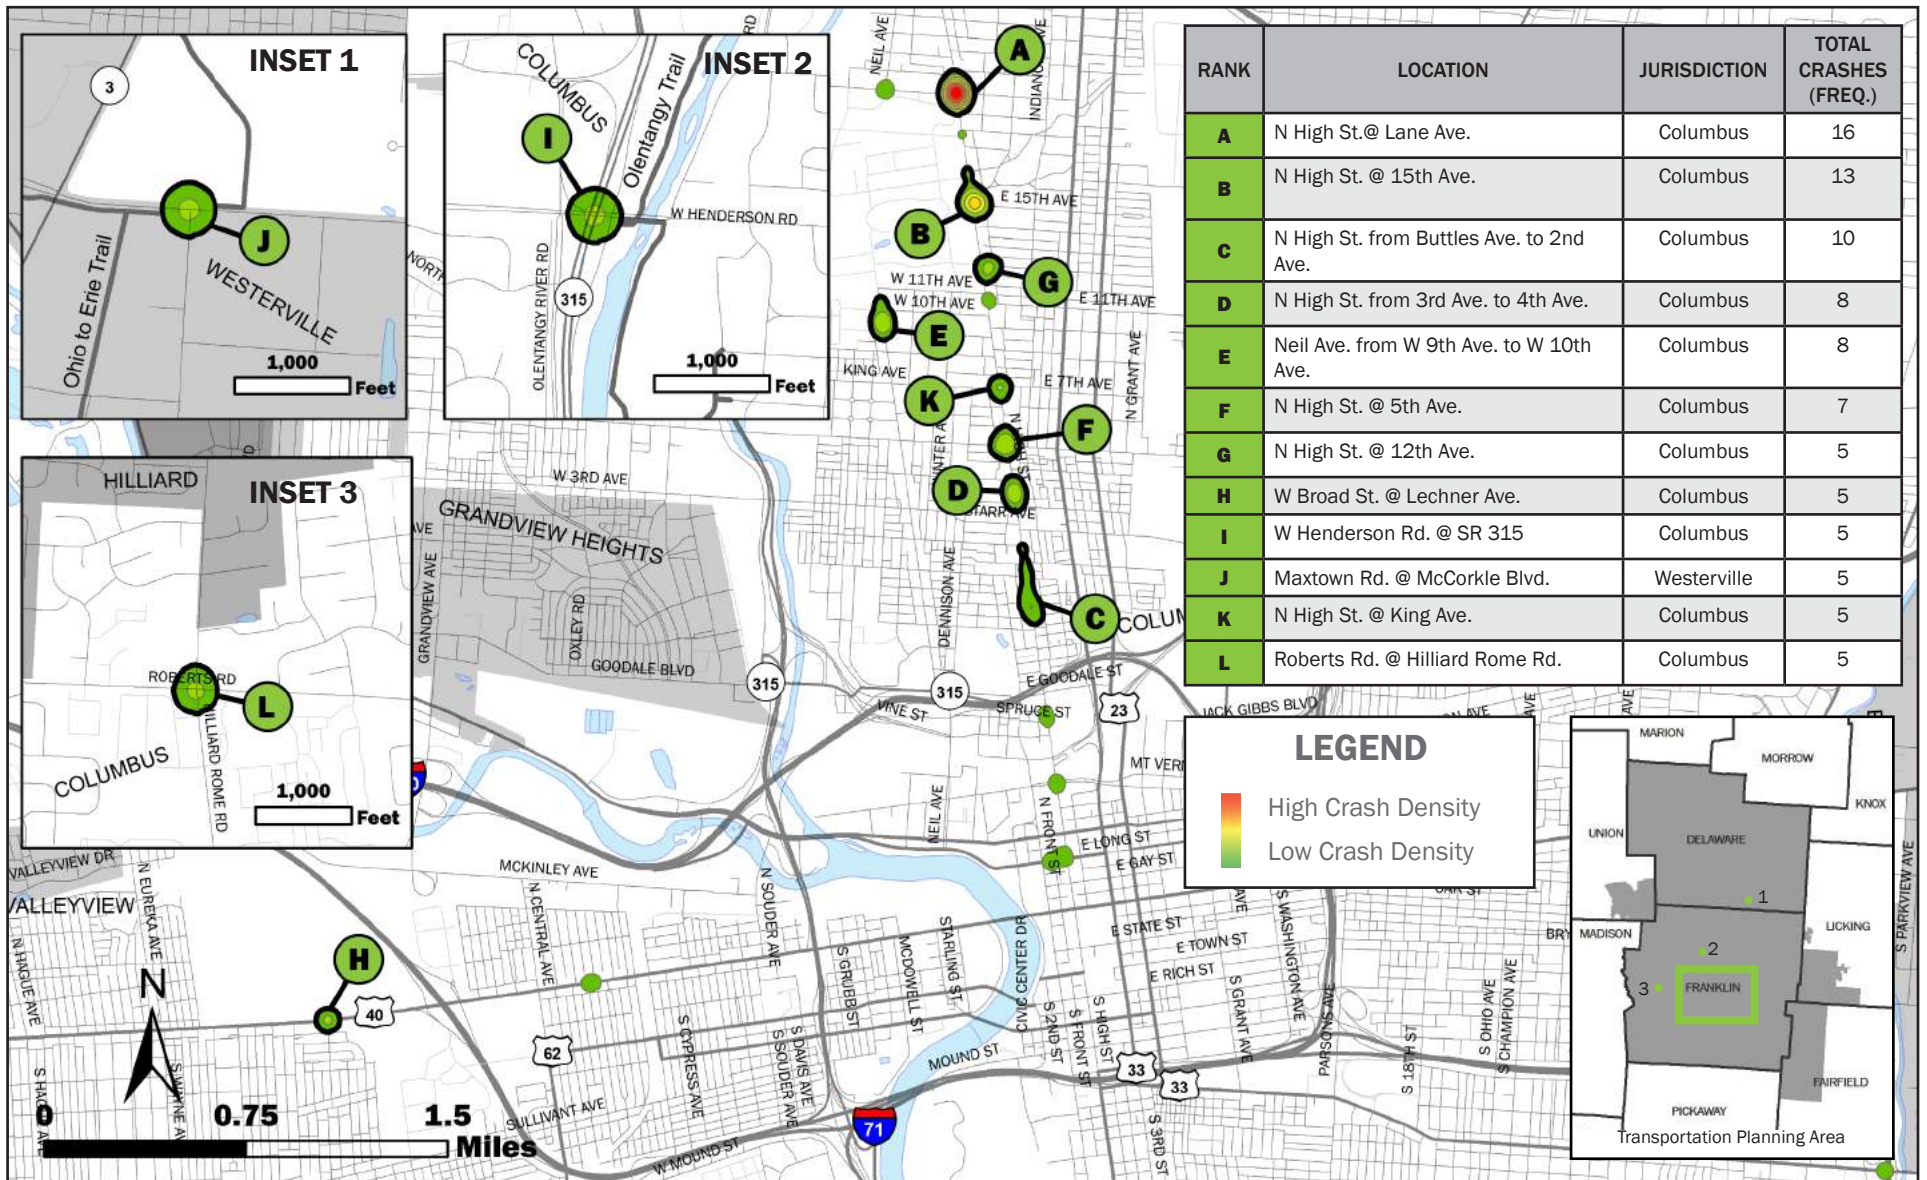 INSET 1
3
J
WESTERVILLE
Ohio to Erie Trail
1,000
Feet
INSET 2
COLUMBUS
Olentangy Trail
I
W HENDERSON RD
OLENTANGY RIVER RD
315
1,000
Feet
INSET 3
HILLIARD
ROBERTS RD
L
HILLIARD ROME RD
COLUMBUS
1,000
Feet
RD
NEIL AVE
A
B
E 15TH AVE
W 11TH AVE
G
W 10TH AVE
E 11TH AVE
E
KING AVE
E 7TH AVE
N GRANT AVE
K
F
W 3RD AVE
D
STARR AVE
GRANDVIEW HEIGHTS
AVE
GRANDVIEW AVE
OXLEY RD
GOODALE BLVD
DENNISON AVE
C
315
315
E GOODALE ST
23
VINE ST
SPRUCE ST
JACK GIBBS BLVD
NEIL AVE
N FRONT ST
E LONG ST
E GAY ST
MCKINLEY AVE
VALLEYVIEW DR
VALLEYVIEW
N EUREKA AVE
N HAGUE AVE
N CENTRAL AVE
N SOUDER AVE
S GRUBB ST
MCDOWELL ST
STARLING ST
CIVIC CENTER DR
E STATE ST
E TOWN ST
E RICH ST
S WASHINGTON AVE
S GRANT AVE
PARSONS AVE
S 18TH ST
S OHIO AVE
S CHAMPION AVE
S PARKVIEW AVE
H
40
N
62
S CYPRESS AVE
S DAVIS AVE
S SOUDER AVE
MOUND ST
S 2ND ST
S FRONT ST
S HIGH ST
33
33
71
S 3RD ST
SULLIVANT AVE
W MOUND ST
0 0.75 1.5
Miles
RANK LOCATION JURISDICTION TOTAL CRASHES (FREQ.)
A N High St.@ Lane Ave. Columbus 16
B N High St. @ 15th Ave. Columbus 13
C N High St. from Buttles Ave. to 2nd Ave. Columbus 10
D N High St. from 3rd Ave. to 4th Ave. Columbus 8
E Neil Ave. from W 9th Ave. to W 10th Ave. Columbus 8
F N High St. @ 5th Ave. Columbus 7
G N High St. @ 12th Ave. Columbus 5
H W Broad St. @ Lechner Ave. Columbus 5
I W Henderson Rd. @ SR 315 Columbus 5
J Maxtown Rd. @ McCorkle Blvd. Westerville 5
K N High St. @ King Ave. Columbus 5
L Roberts Rd. @ Hilliard Rome Rd. Columbus 5
LEGEND
High Crash Density
Low Crash Density
MARION
MORROW
KNOX
UNION
DELAWARE
1
LICKING
MADISON
2
3
FRANKLIN
FAIRFIELD
PICKAWAY
Transportation Planning Area